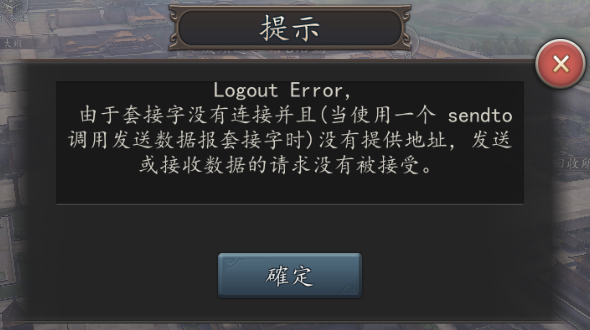 提示
Logout Error,
由于套接字没有连接并且(当使用一个 sendto
调用发送数据报套接字时)没有提供地址, 发送
或接收数据的请求没有被接受。
確定